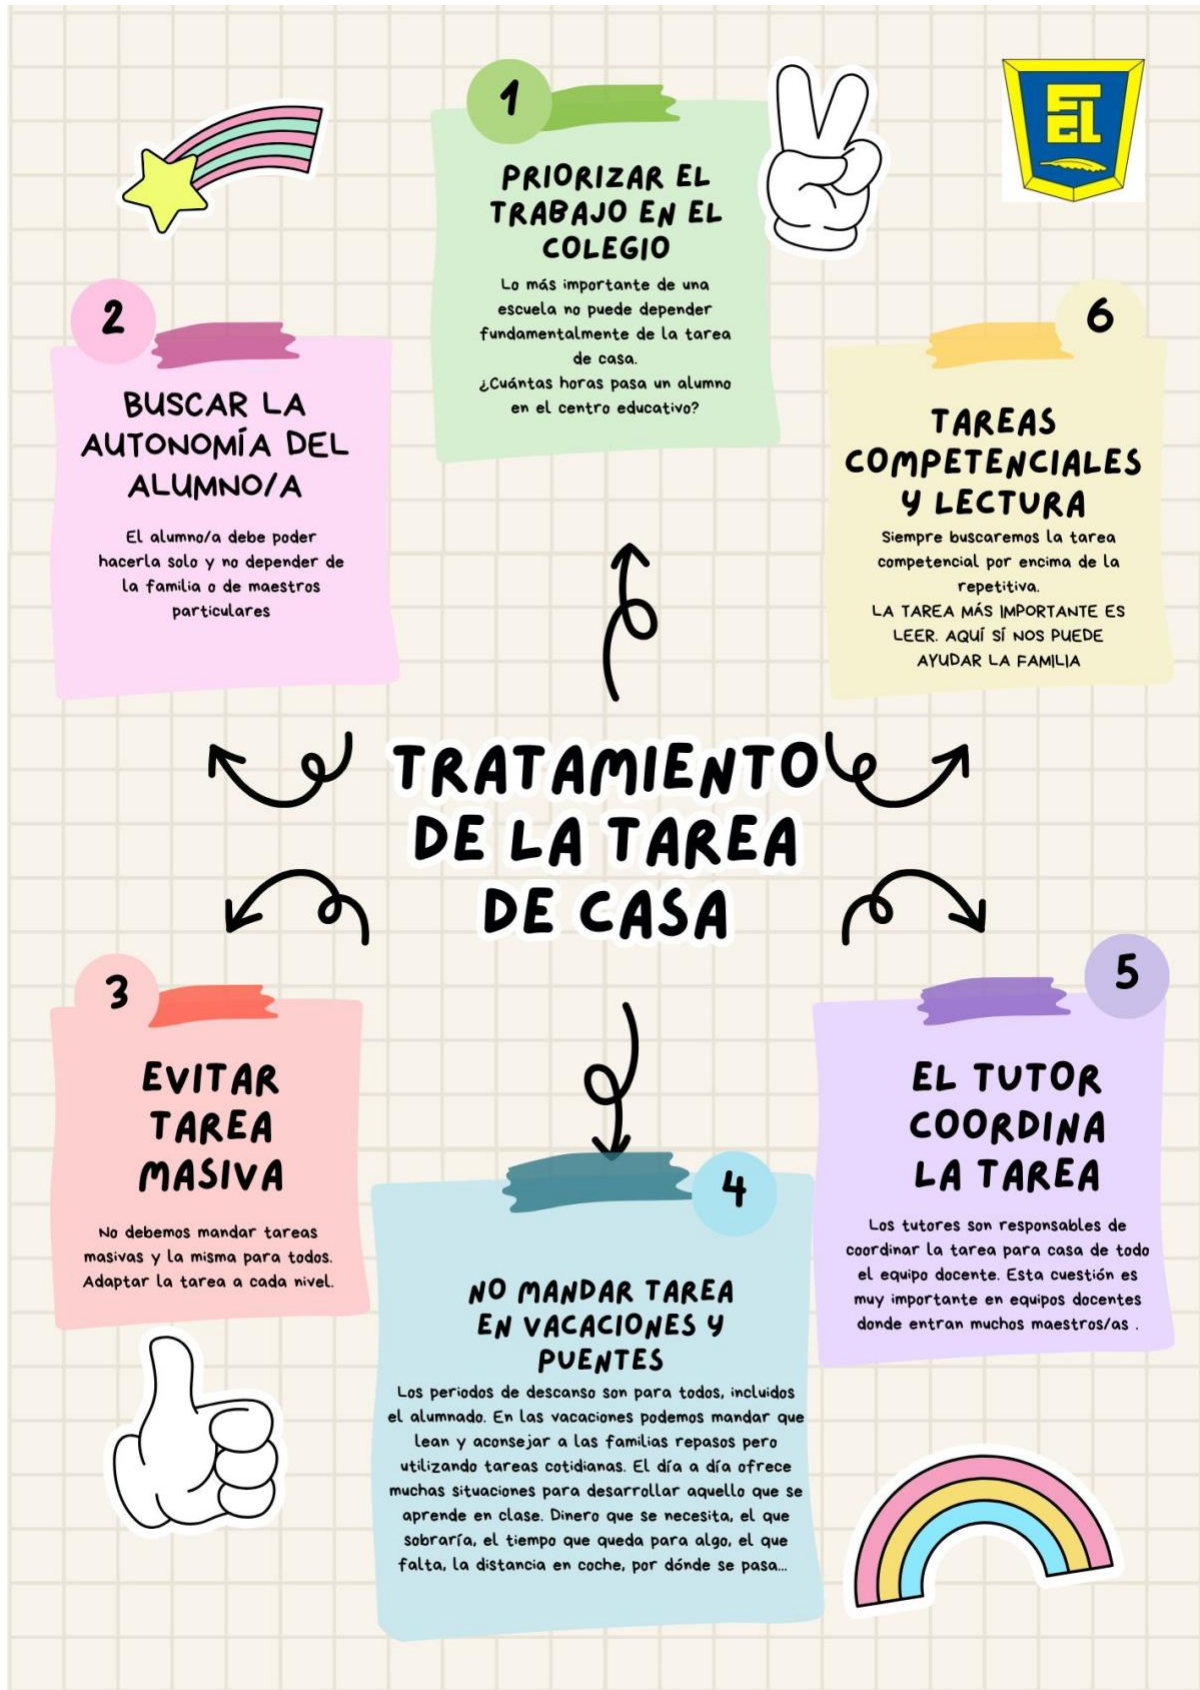 1
PRIORIZAR EL
TRABAJO EN EL
COLEGIO
Lo más importante de una
escuela no puede depender
fundamentalmente de la tarea
de casa.
¿Cuántas horas pasa un alumno
en el centro educativo?
2
BUSCAR LA
AUTONOMÍA DEL
ALUMNO/A
El alumno/a debe poder
hacerla solo y no depender de
la familia o de maestros
particulares
6
TAREAS
COMPETENCIALES
Y LECTURA
Siempre buscaremos la tarea
competencial por encima de la
repetitiva.
LA TAREA MÁS IMPORTANTE ES
LEER. AQUÍ SÍ NOS PUEDE
AYUDAR LA FAMILIA
TRATAMIENTO
DE LA TAREA
DE CASA
3
EVITAR
TAREA
MASIVA
No debemos mandar tareas
masivas y la misma para todos.
Adaptar la tarea a cada nivel.
4
NO MANDAR TAREA
EN VACACIONES Y
PUENTES
Los periodos de descanso son para todos, incluidos
el alumnado. En las vacaciones podemos mandar que
lean y aconsejar a las familias repasos pero
utilizando tareas cotidianas. El día a día ofrece
muchas situaciones para desarrollar aquello que se
aprende en clase. Dinero que se necesita, el que
sobraría, el tiempo que queda para algo, el que
falta, la distancia en coche, por dónde se pasa...
5
EL TUTOR
COORDINA
LA TAREA
Los tutores son responsables de
coordinar la tarea para casa de todo
el equipo docente. Esta cuestión es
muy importante en equipos docentes
donde entran muchos maestros/as .